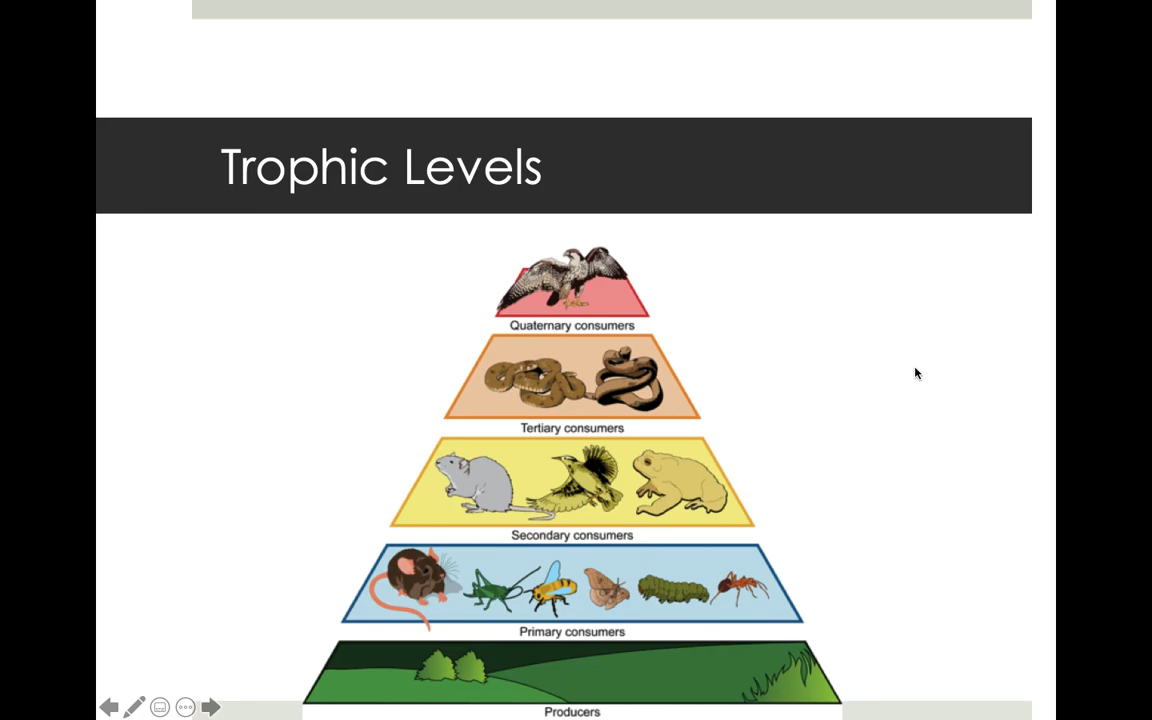 Trophic Levels
Quaternary consumers
Tertiary consumers
Secondary consumers
Primary consumers
Producers